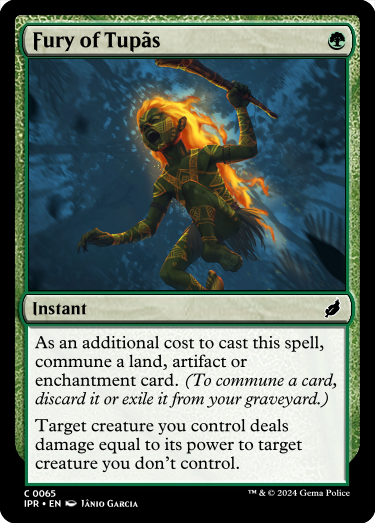 Fury of Tupãs
Instant
As an additional cost to cast this spell,
commune a land, artifact or
enchantment card. (To commune a card,
discard it or exile it from your graveyard.)
Target creature you control deals
damage equal to its power to target
creature you don't control.
C 0065
IPR • EN Jânio Garcia
™ & © 2024 Gema Police